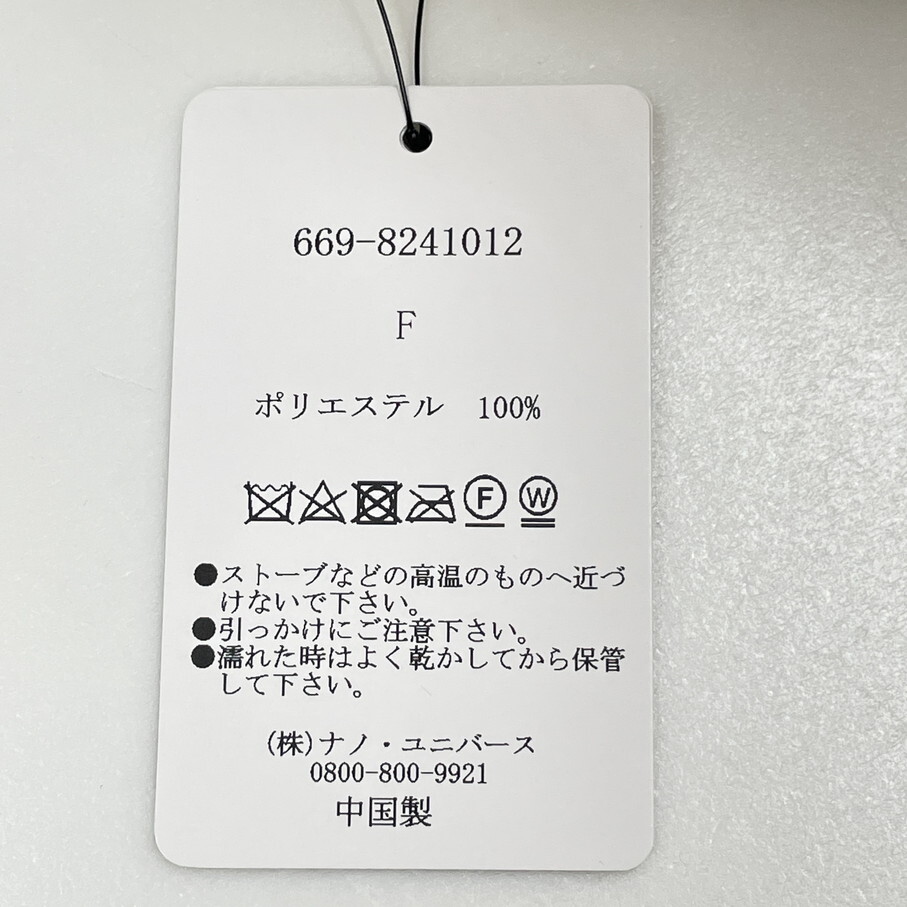 669-8241012
F
ポリエステル 100%
F W
●ストーブなどの高温のものへ近づ
けないで下さい。
●引っかけにご注意下さい。
●濡れた時はよく乾かしてから保管
して下さい。
(株)ナノ・ユニバース
0800-800-9921
中国製